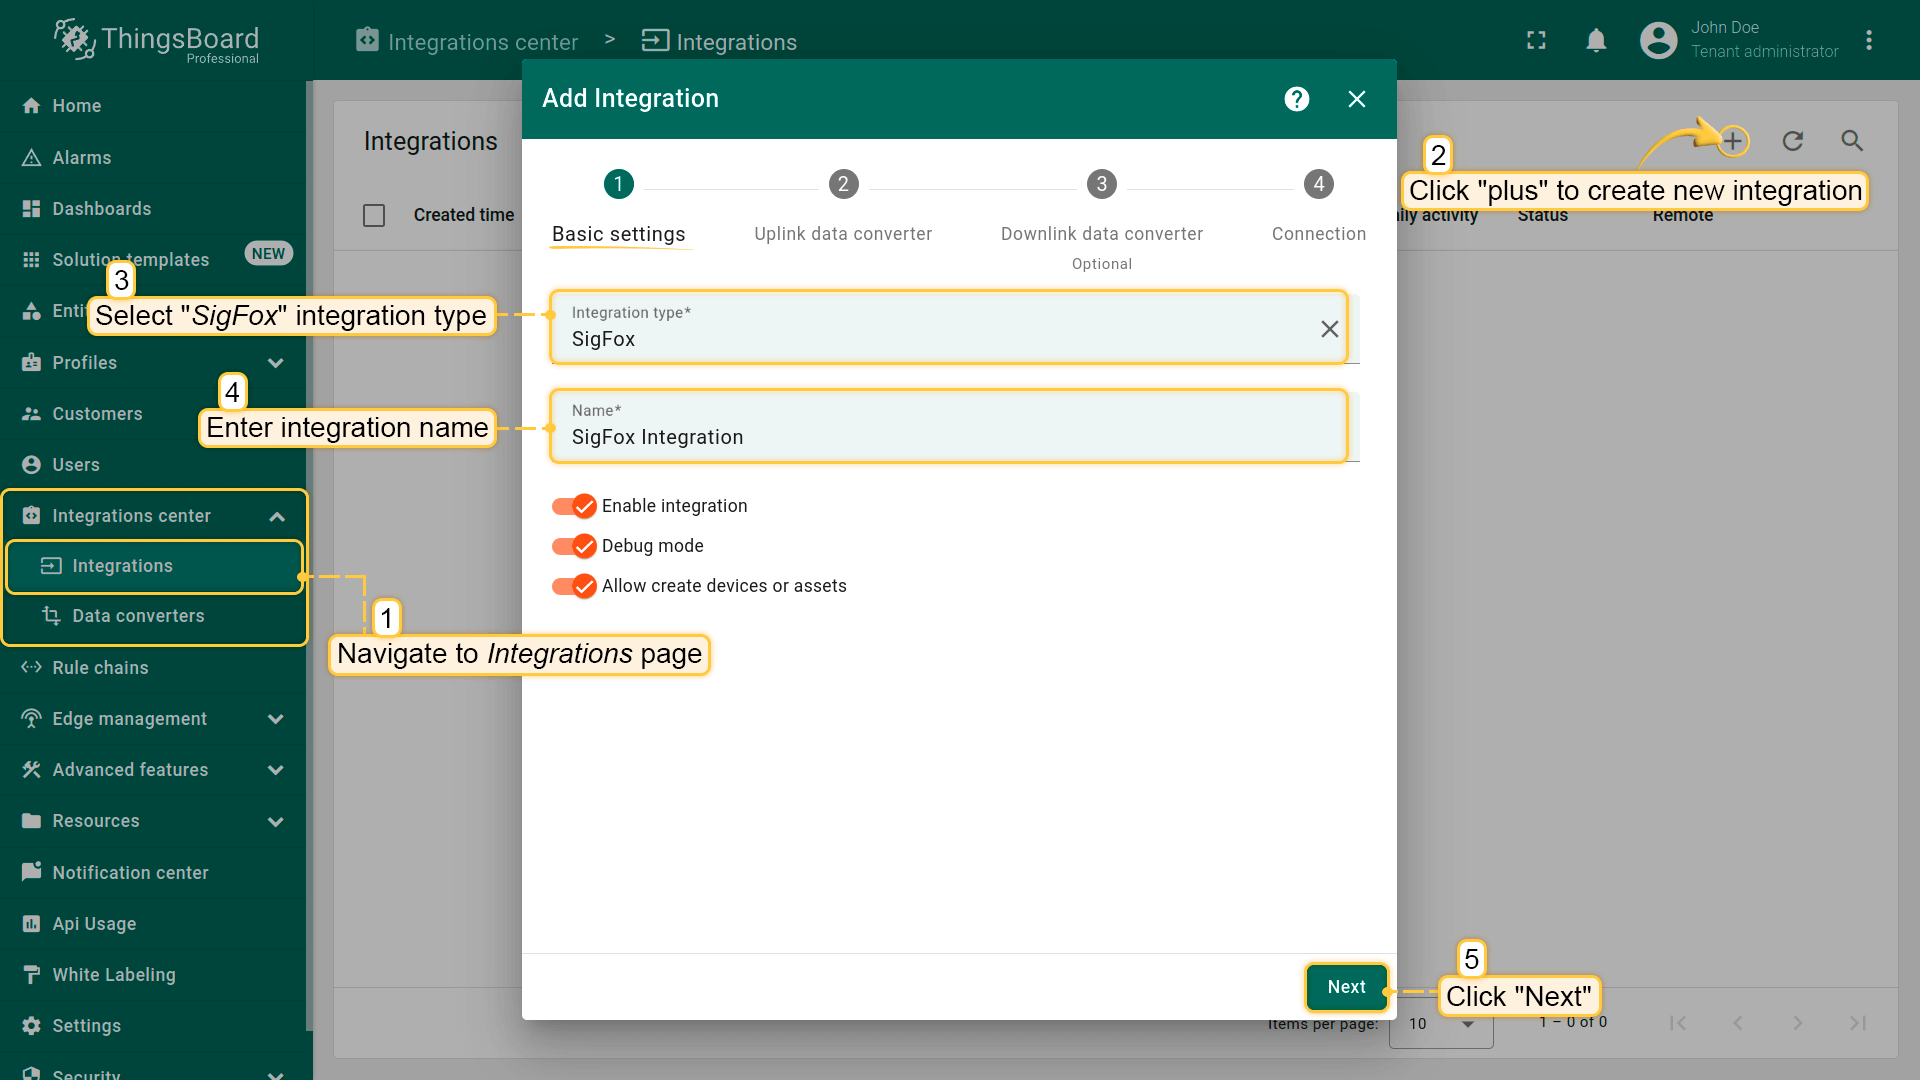 ThingsBoard
Professional
Integrations center > Integrations
John Doe
Tenant administrator
Home
Alarms
Dashboards
Solution templates
NEW
Enti
Profiles
Customers
Users
Integrations center
Integrations
Data converters
Rule chains
Edge management
Advanced features
Resources
Notification center
Api Usage
White Labeling
Settings
Security
Integrations
Created time
ily activity
Status
Remote
Add Integration
?
1
2
3
4
Basic settings
Uplink data converter
Downlink data converter
Optional
Connection
Integration type*
SigFox
Name*
SigFox Integration
Enable integration
Debug mode
Allow create devices or assets
Next
Items per page:
10
1 – 0 of 0
1
Navigate to Integrations page
2
Click "plus" to create new integration
3
Select "SigFox" integration type
4
Enter integration name
5
Click "Next"